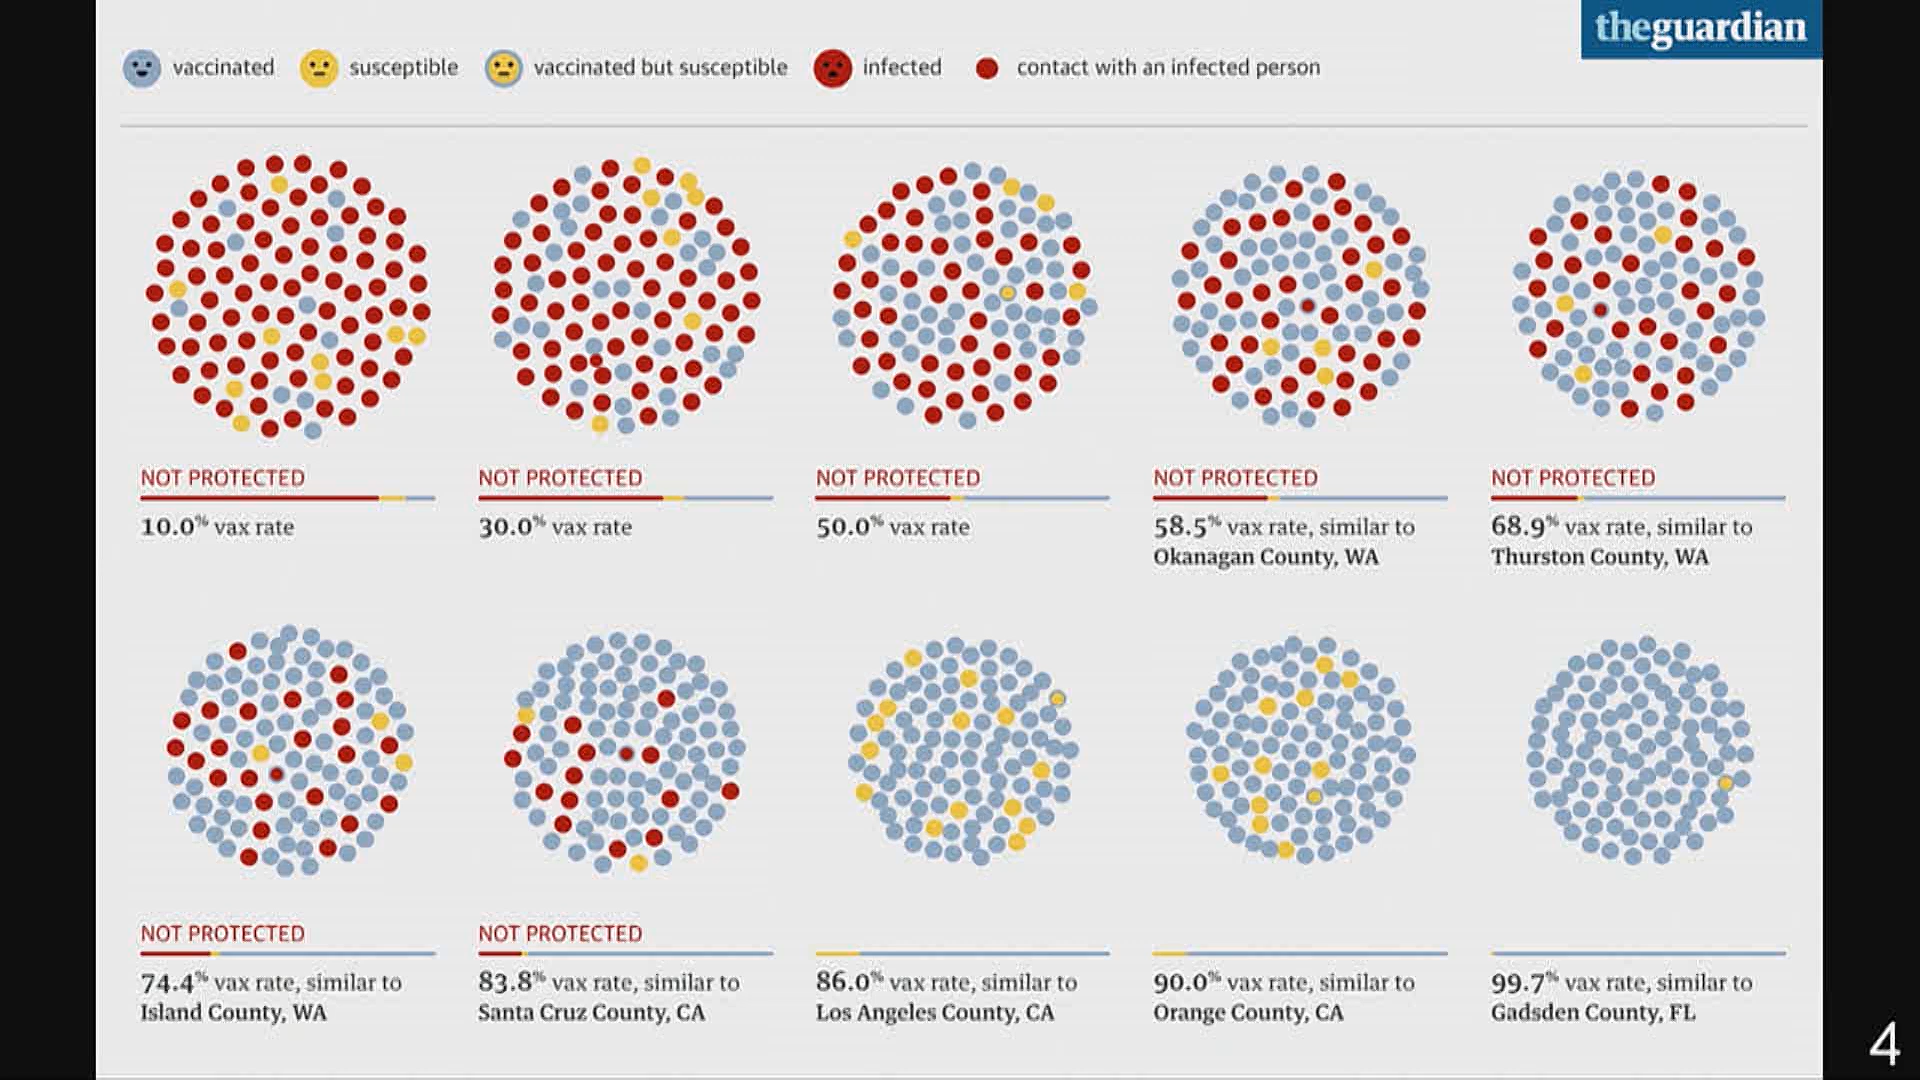 theguardian
vaccinated susceptible vaccinated but susceptible infected contact with an infected person
NOT PROTECTED NOT PROTECTED NOT PROTECTED NOT PROTECTED NOT PROTECTED
10.0% vax rate 30.0% vax rate 50.0% vax rate 58.5% vax rate, similar to 68.9% vax rate, similar to
Okanagan County, WA Thurston County, WA
NOT PROTECTED NOT PROTECTED
74.4% vax rate, similar to 83.8% vax rate, similar to 86.0% vax rate, similar to 90.0% vax rate, similar to 99.7% vax rate, similar to
Island County, WA Santa Cruz County, CA Los Angeles County, CA Orange County, CA Gadsden County, FL
4